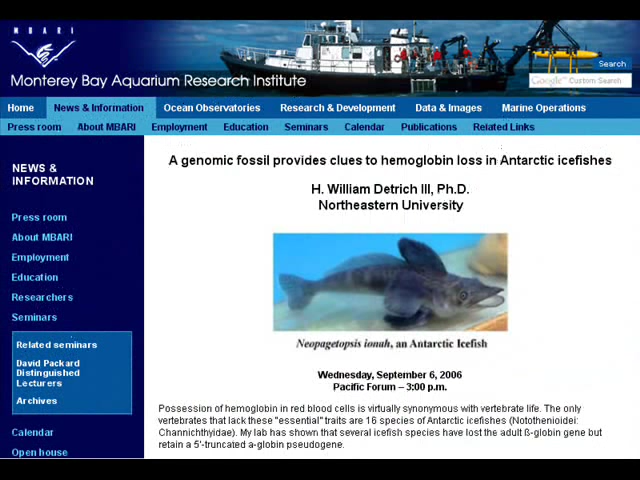 MBARI
Monterey Bay Aquarium Research Institute
Search
Google™ Custom Search
Home News & Information Ocean Observatories Research & Development Data & Images Marine Operations
Press room About MBARI Employment Education Seminars Calendar Publications Related Links
NEWS &
INFORMATION
Press room
About MBARI
Employment
Education
Researchers
Seminars
Related seminars
David Packard
Distinguished
Lecturers
Archives
Calendar
Open house
A genomic fossil provides clues to hemoglobin loss in Antarctic icefishes
H. William Detrich III, Ph.D.
Northeastern University
Neopagetopsis ionah, an Antarctic Icefish
Wednesday, September 6, 2006
Pacific Forum – 3:00 p.m.
Possession of hemoglobin in red blood cells is virtually synonymous with vertebrate life. The only
vertebrates that lack these "essential" traits are 16 species of Antarctic icefishes (Notothenioidei:
Channichthyidae). My lab has shown that several icefish species have lost the adult ß-globin gene but
retain a 5'-truncated a-globin pseudogene.